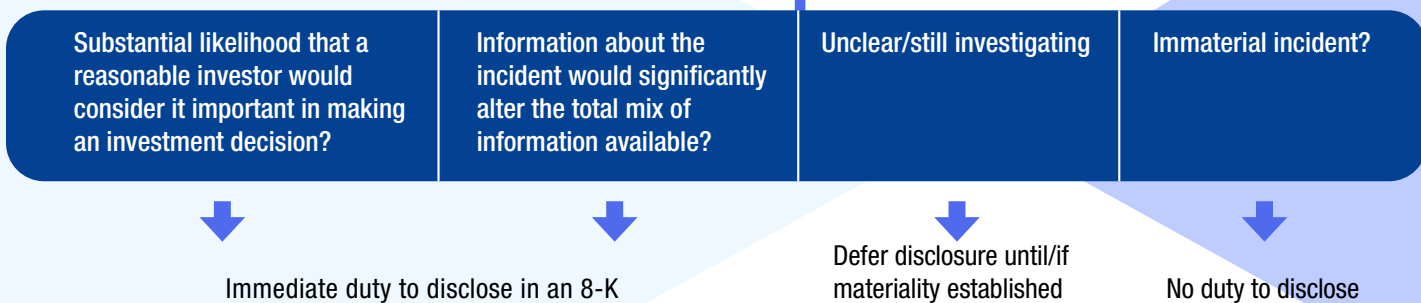 Substantial likelihood that a
reasonable investor would
consider it important in making
an investment decision?
Information about the
incident would significantly
alter the total mix of
information available?
Unclear/still investigating
Immaterial incident?
Immediate duty to disclose in an 8-K
Defer disclosure until/if
materiality established
No duty to disclose